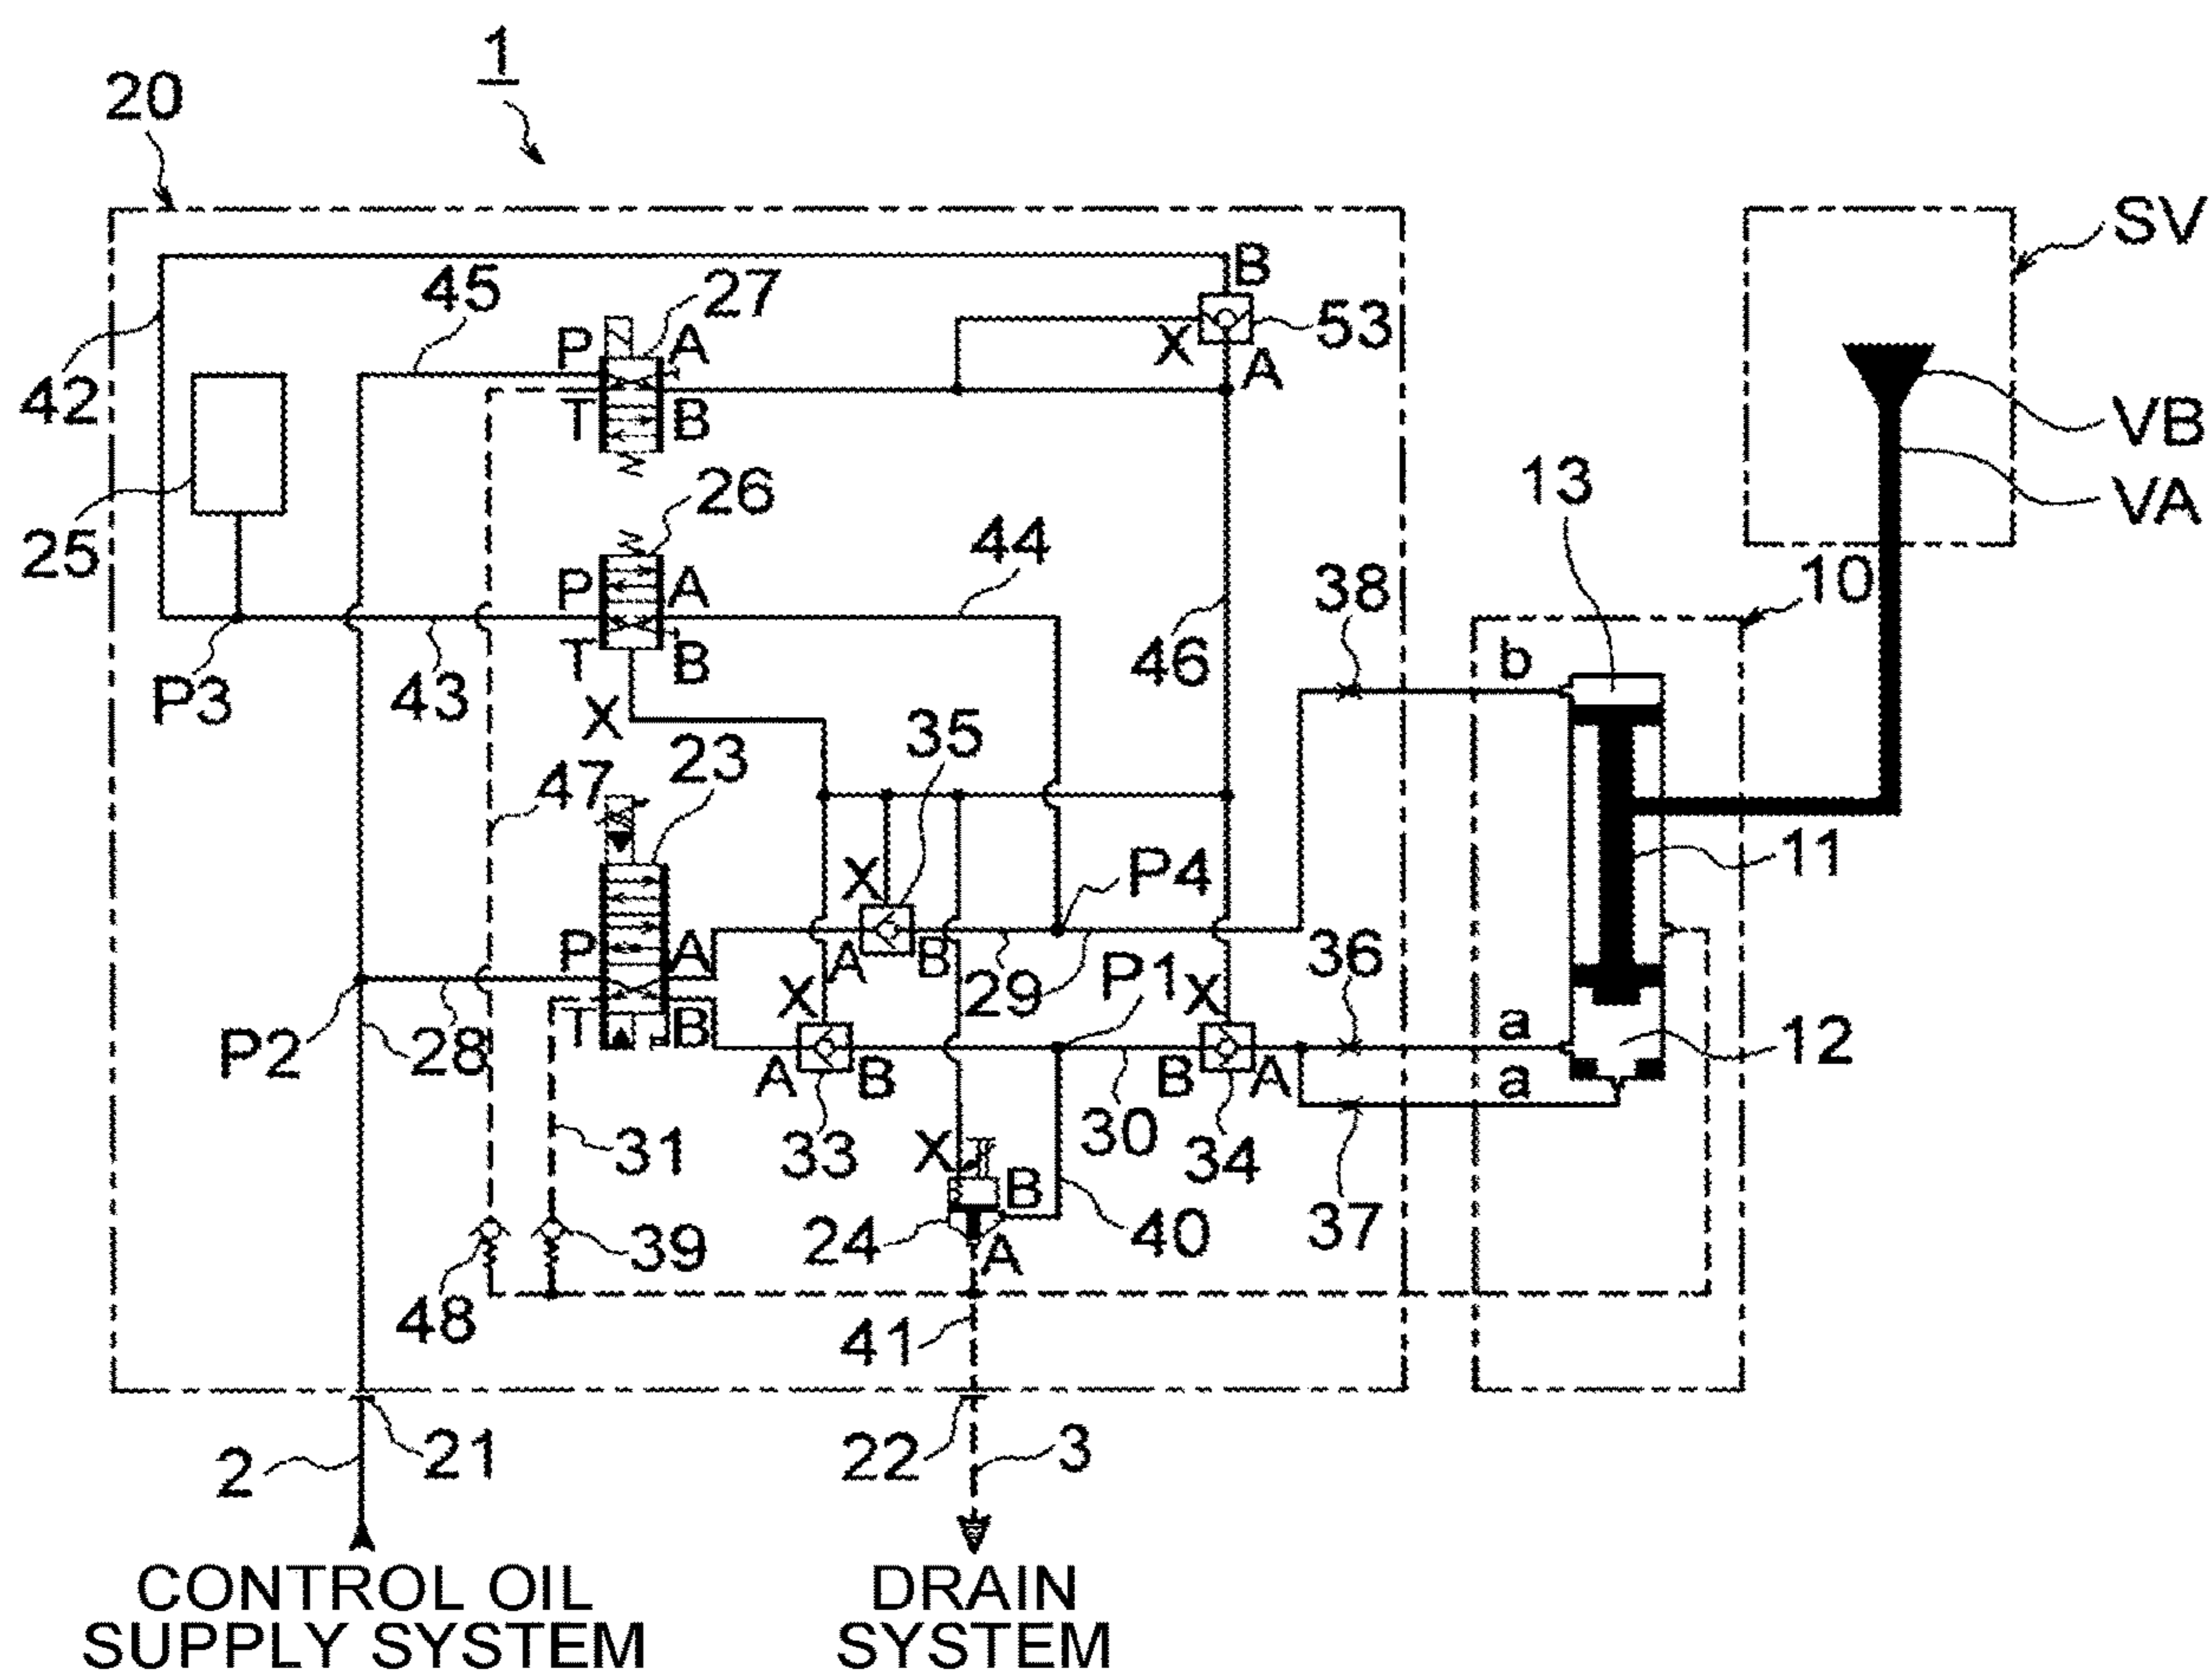 1
20
SV
B
45
27
53
P
A
X
A
42
T
B
VB
26
13
VA
25
44
10
P
A
38
b
T
B
46
P3
43
X
35
23
47
X
P4
11
P
A
A
B
29
P1
36
X
X
a
P2
28
T
B
12
A
B
B
A
a
31
33
X
30
34
B
24
40
37
39
A
48
41
2
21
22
3
CONTROL OIL
SUPPLY SYSTEM
DRAIN
SYSTEM